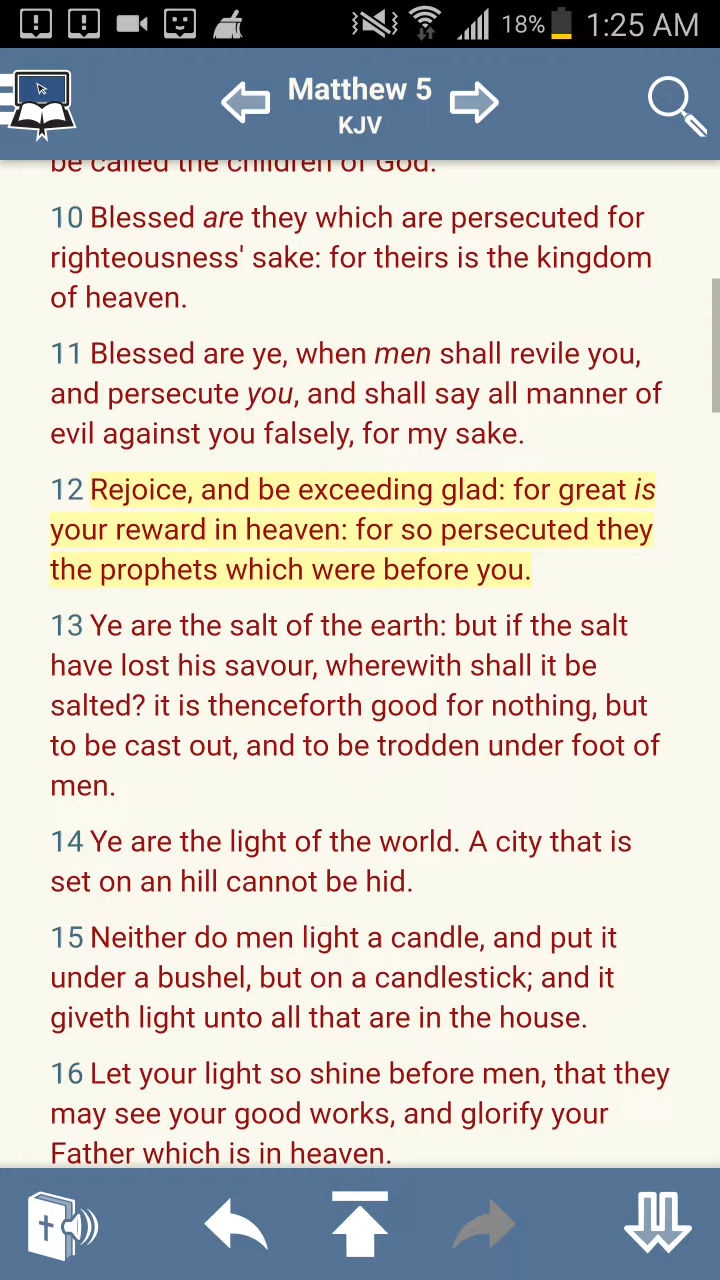 18% 1:25 AM
Matthew 5
KJV
be called the children of God.
10 Blessed are they which are persecuted for
righteousness' sake: for theirs is the kingdom
of heaven.
11 Blessed are ye, when men shall revile you,
and persecute you, and shall say all manner of
evil against you falsely, for my sake.
12 Rejoice, and be exceeding glad: for great is
your reward in heaven: for so persecuted they
the prophets which were before you.
13 Ye are the salt of the earth: but if the salt
have lost his savour, wherewith shall it be
salted? it is thenceforth good for nothing, but
to be cast out, and to be trodden under foot of
men.
14 Ye are the light of the world. A city that is
set on an hill cannot be hid.
15 Neither do men light a candle, and put it
under a bushel, but on a candlestick; and it
giveth light unto all that are in the house.
16 Let your light so shine before men, that they
may see your good works, and glorify your
Father which is in heaven.